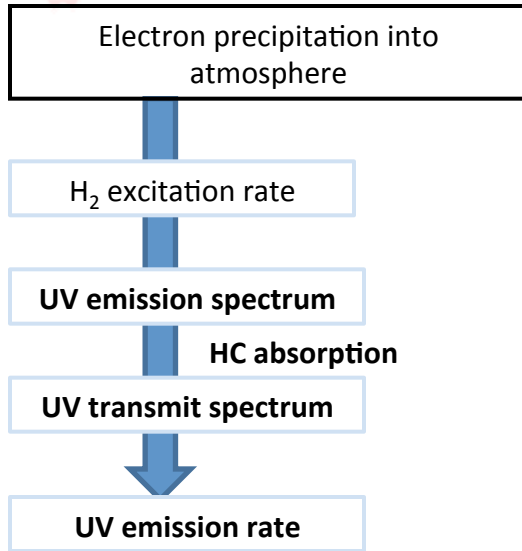 Electron precipitation into
atmosphere
H₂ excitation rate
UV emission spectrum
HC absorption
UV transmit spectrum
UV emission rate